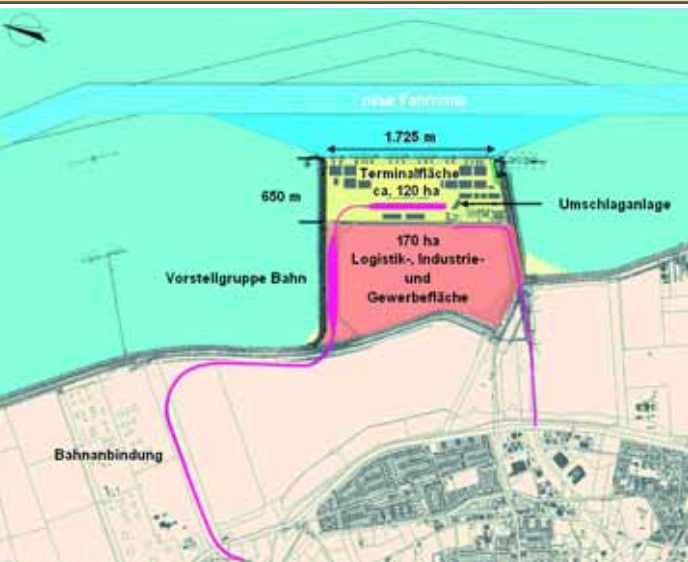 neue Fahrrinne
1.725 m
Terminalfläche
ca. 120 ha
650 m
Umschlaganlage
170 ha
Logistik-, Industrie-
und
Gewerbefläche
Vorstellgruppe Bahn
Bahnanbindung